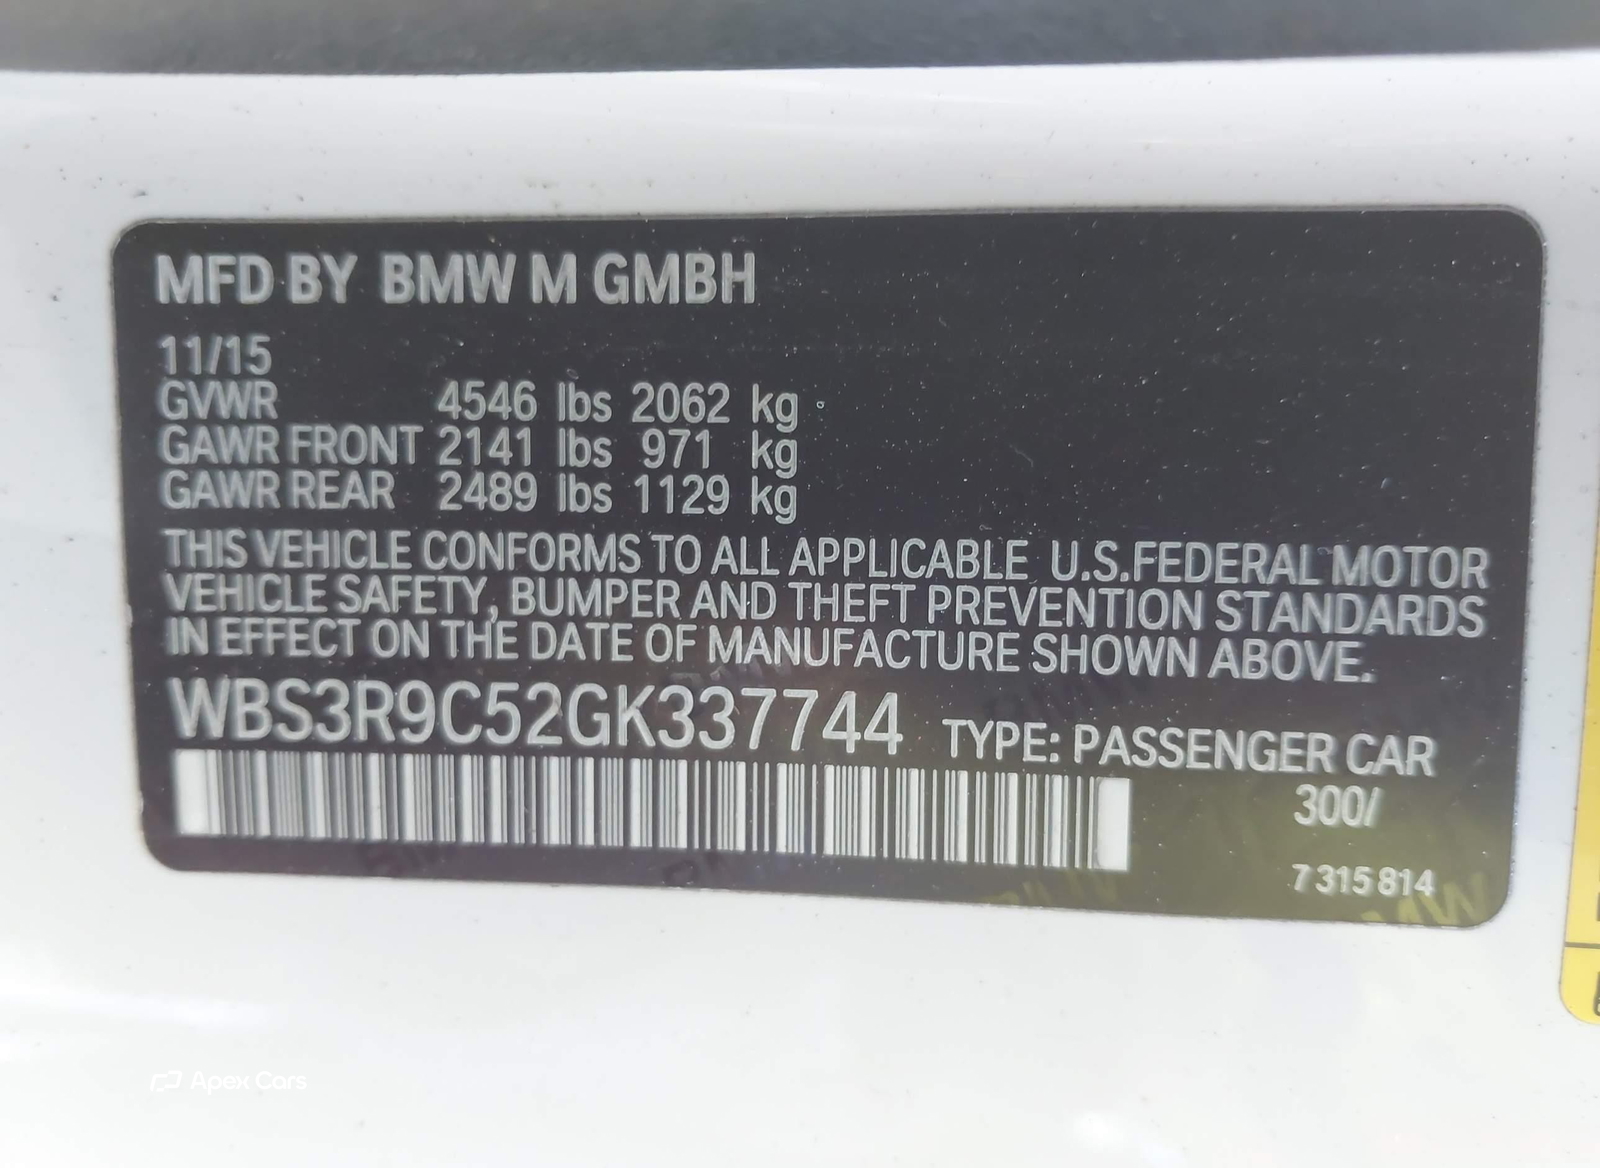 MFD BY BMW M GMBH
11/15
GVWR 4546 lbs 2062 kg
GAWR FRONT 2141 lbs 971 kg
GAWR REAR 2489 lbs 1129 kg
THIS VEHICLE CONFORMS TO ALL APPLICABLE U.S.FEDERAL MOTOR
VEHICLE SAFETY, BUMPER AND THEFT PREVENTION STANDARDS
IN EFFECT ON THE DATE OF MANUFACTURE SHOWN ABOVE.
WBS3R9C52GK337744 TYPE: PASSENGER CAR
300/
7 315 814
Apex Cars